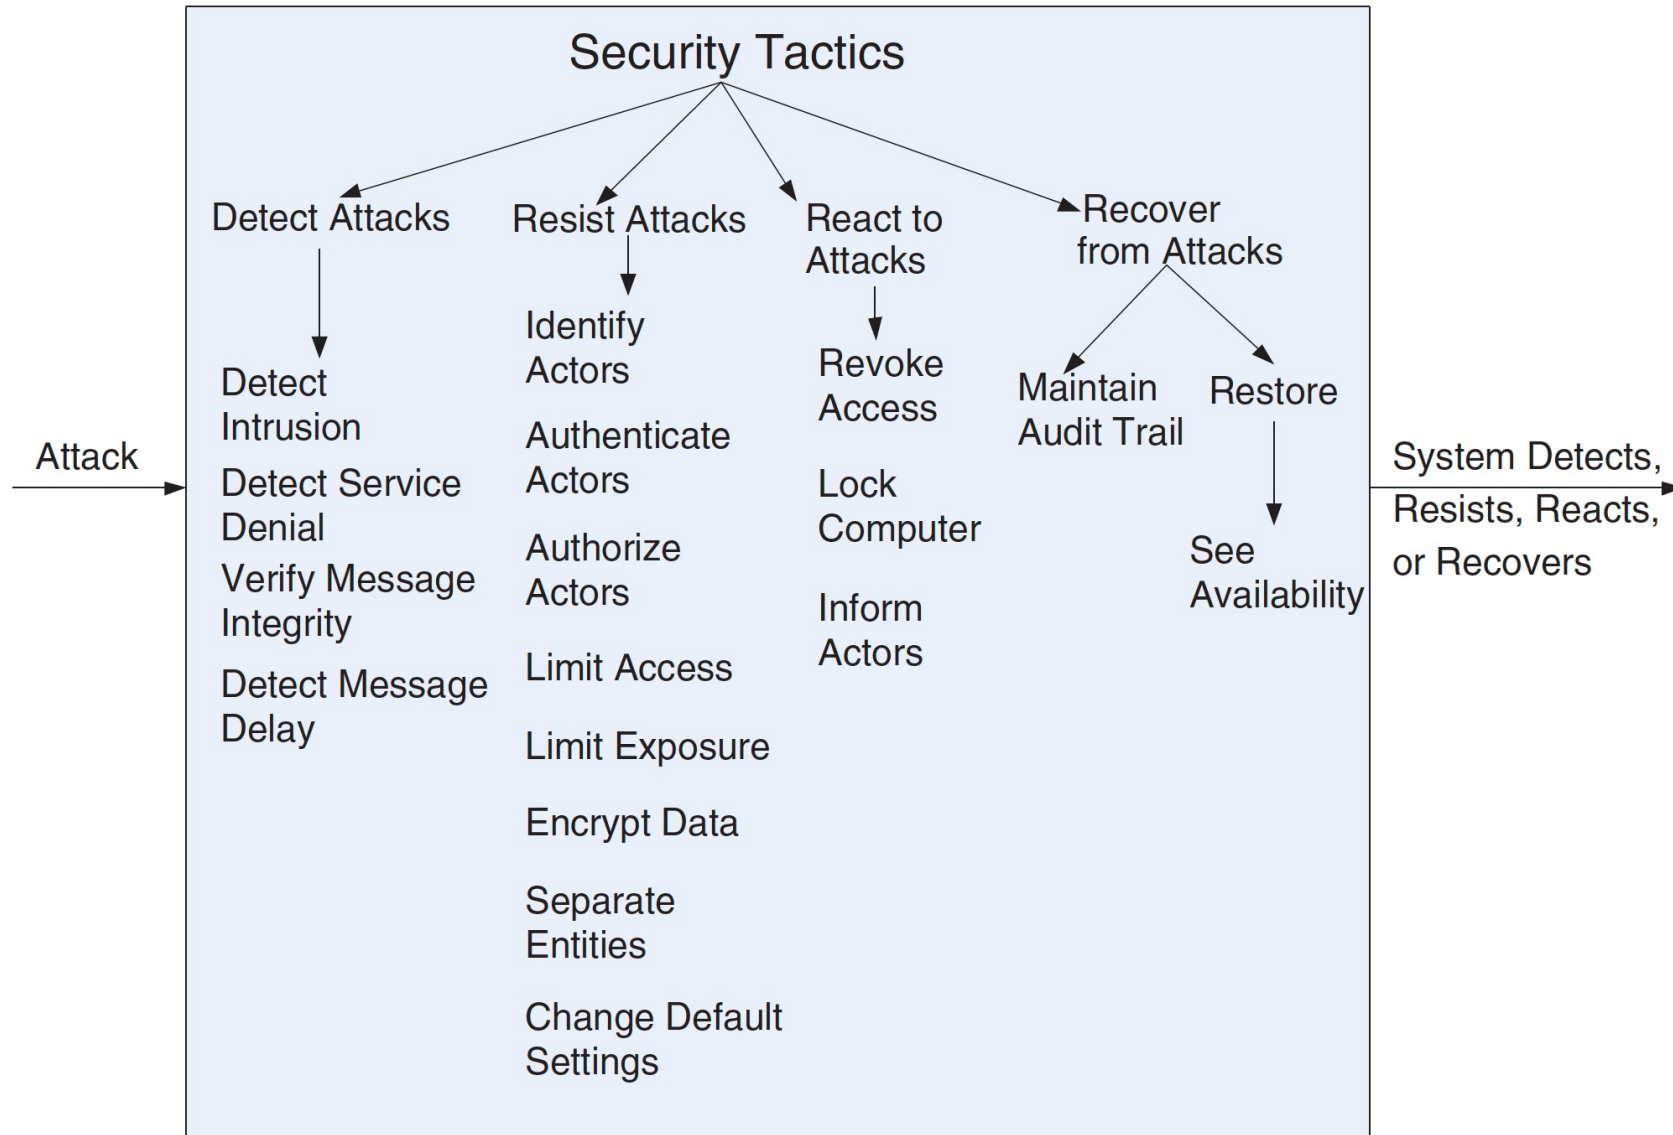 Security Tactics
Detect Attacks
Detect
Intrusion
Detect Service
Denial
Verify Message
Integrity
Detect Message
Delay
Resist Attacks
Identify
Actors
Authenticate
Actors
Authorize
Actors
Limit Access
Limit Exposure
Encrypt Data
Separate
Entities
Change Default
Settings
React to
Attacks
Revoke
Access
Lock
Computer
Inform
Actors
Recover
from Attacks
Maintain
Audit Trail
Restore
See
Availability
Attack
System Detects,
Resists, Reacts,
or Recovers